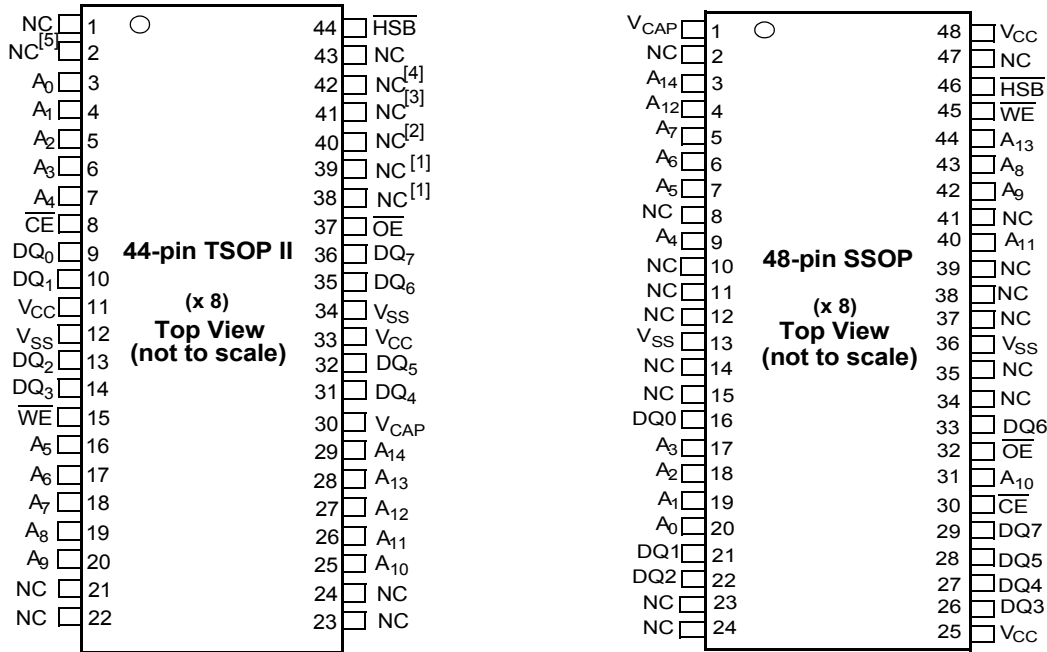 NC 1 44 H̅S̅B̅
NC[5] 2 43 NC
A0 3 42 NC[4]
A1 4 41 NC[3]
A2 5 40 NC[2]
A3 6 39 NC [1]
A4 7 38 NC[1]
C̅E̅ 8 37 O̅E̅
DQ0 9 36 DQ7
DQ1 10 35 DQ6
VCC 11 34 VSS
VSS 12 33 VCC
DQ2 13 32 DQ5
DQ3 14 31 DQ4
W̅E̅ 15 30 VCAP
A5 16 29 A14
A6 17 28 A13
A7 18 27 A12
A8 19 26 A11
A9 20 25 A10
NC 21 24 NC
NC 22 23 NC
44-pin TSOP II
(x 8)
Top View
(not to scale)
VCAP 1 48 VCC
NC 2 47 NC
A14 3 46 H̅S̅B̅
A12 4 45 W̅E̅
A7 5 44 A13
A6 6 43 A8
A5 7 42 A9
NC 8 41 NC
A4 9 40 A11
NC 10 39 NC
NC 11 38 NC
NC 12 37 NC
VSS 13 36 VSS
NC 14 35 NC
NC 15 34 NC
DQ0 16 33 DQ6
A3 17 32 O̅E̅
A2 18 31 A10
A1 19 30 C̅E̅
A0 20 29 DQ7
DQ1 21 28 DQ5
DQ2 22 27 DQ4
NC 23 26 DQ3
NC 24 25 VCC
48-pin SSOP
(x 8)
Top View
(not to scale)